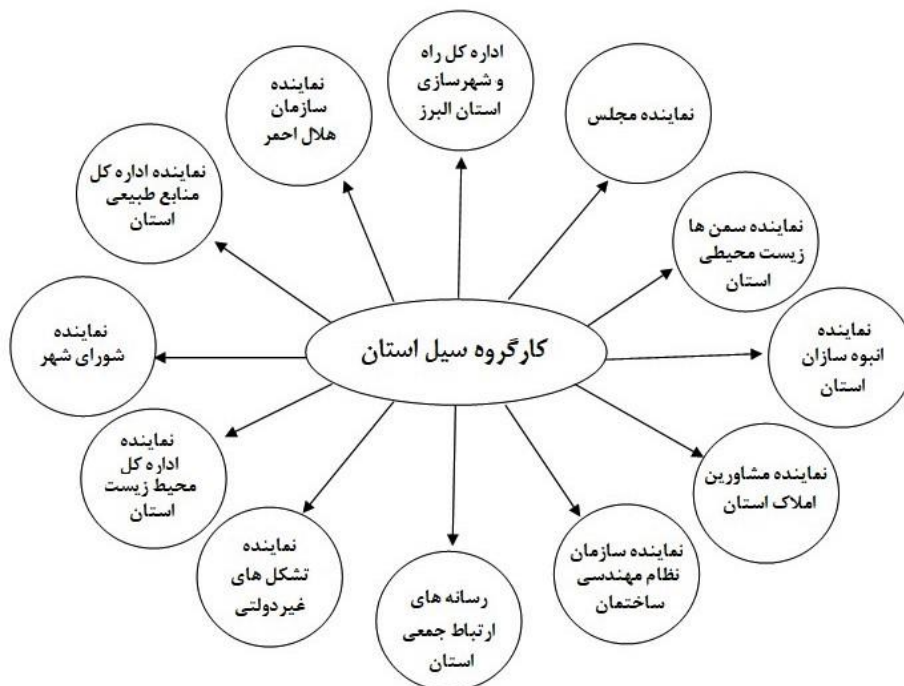 اداره کل راه
و شهرسازی
استان البرز
نماینده مجلس
نماینده سمن ها
زیست محیطی
استان
نماینده
انبوه سازان
استان
نماینده مشاورین
املاک استان
نماینده سازمان
نظام مهندسی
ساختمان
رسانه های
ارتباط جمعی
استان
نماینده
تشکل های
غیردولتی
نماینده
اداره کل
محیط زیست
استان
نماینده
شورای شهر
نماینده اداره کل
منابع طبیعی
استان
نماینده
سازمان
هلال احمر
کارگروه سیل استان